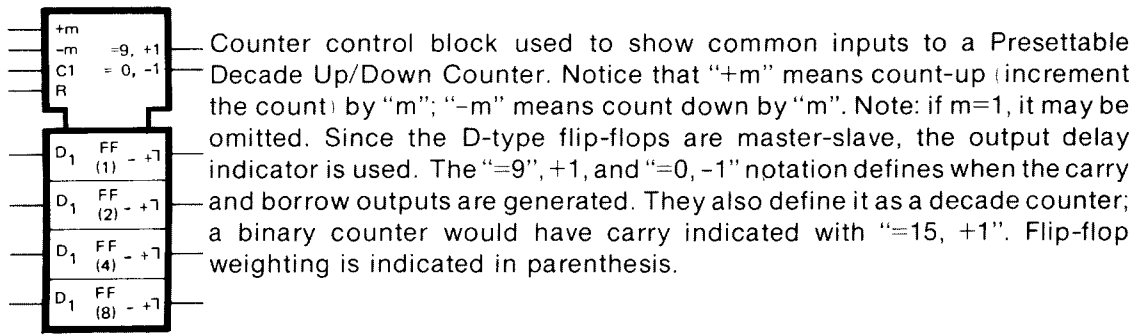 +m
-m =9, +1
C1 = 0, -1
R
D1 FF
(1) - +┐
D1 FF
(2) - +┐
D1 FF
(4) - +┐
D1 FF
(8) - +┐
Counter control block used to show common inputs to a Presettable
Decade Up/Down Counter. Notice that “+m” means count-up (increment
the count) by “m”; “-m” means count down by “m”. Note: if m=1, it may be
omitted. Since the D-type flip-flops are master-slave, the output delay
indicator is used. The “=9”, +1, and “=0, -1” notation defines when the carry
and borrow outputs are generated. They also define it as a decade counter;
a binary counter would have carry indicated with “=15, +1”. Flip-flop
weighting is indicated in parenthesis.